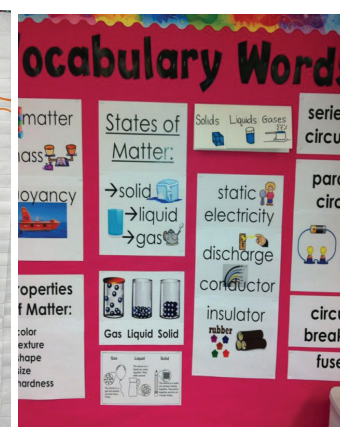 ocabulary Word
matter
ass
oyancy
roperties
f Matter:
color
exture
shape
size
hardness
States of
Matter:
→solid
→liquid
→gas
Gas Liquid Solid
Gas Liquid Solid
Solids Liquids Gases
static
electricity
discharge
conductor
insulator
rubber
serie
circu
para
circ
circu
break
fuse